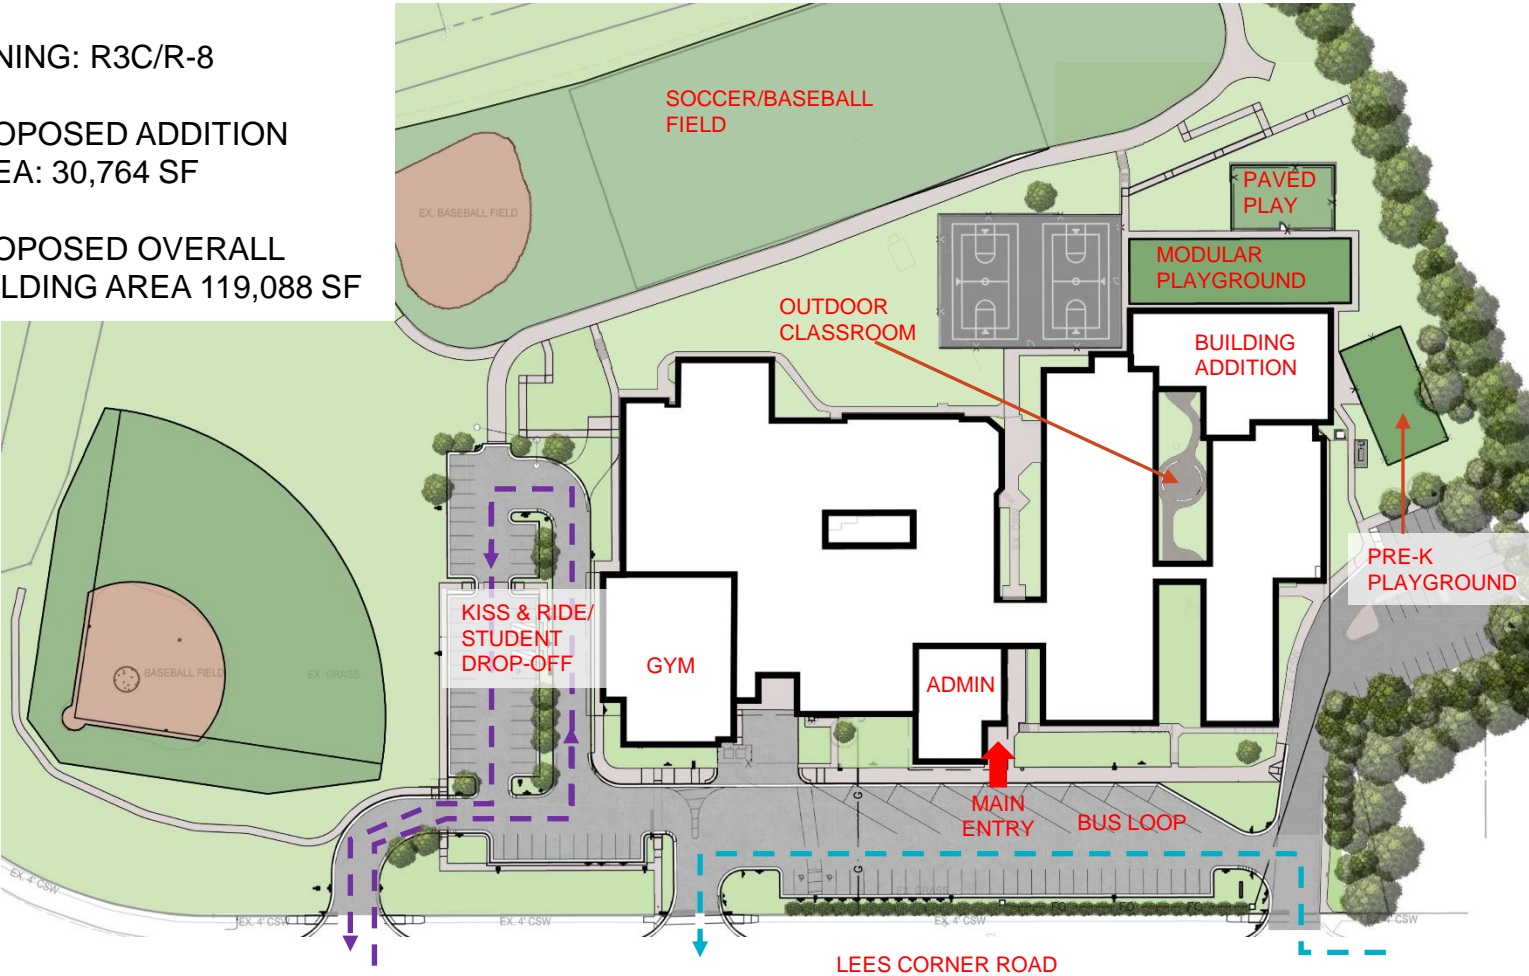 NING: R3C/R-8
OPOSED ADDITION
EA: 30,764 SF
OPOSED OVERALL
LDING AREA 119,088 SF
SOCCER/BASEBALL
FIELD
EX. BASEBALL FIELD
PAVED
PLAY
MODULAR
PLAYGROUND
OUTDOOR
CLASSROOM
BUILDING
ADDITION
PRE-K
PLAYGROUND
KISS & RIDE/
STUDENT
DROP-OFF
GYM
ADMIN
BASEBALL FIELD
EX. GRASS
MAIN
ENTRY
BUS LOOP
G
G
EX. GRASS
EX. 4' CSW
EX. 4' CSW
EX. 4' CSW
EX. 4' CSW
EX. 4' CSW
LEES CORNER ROAD